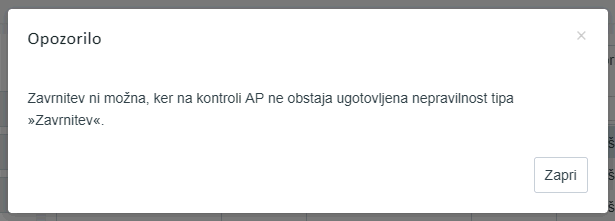 Opozorilo
×
Zavrnitev ni možna, ker na kontroli AP ne obstaja ugotovljena nepravilnost tipa
»Zavrnitev«.
Zapri